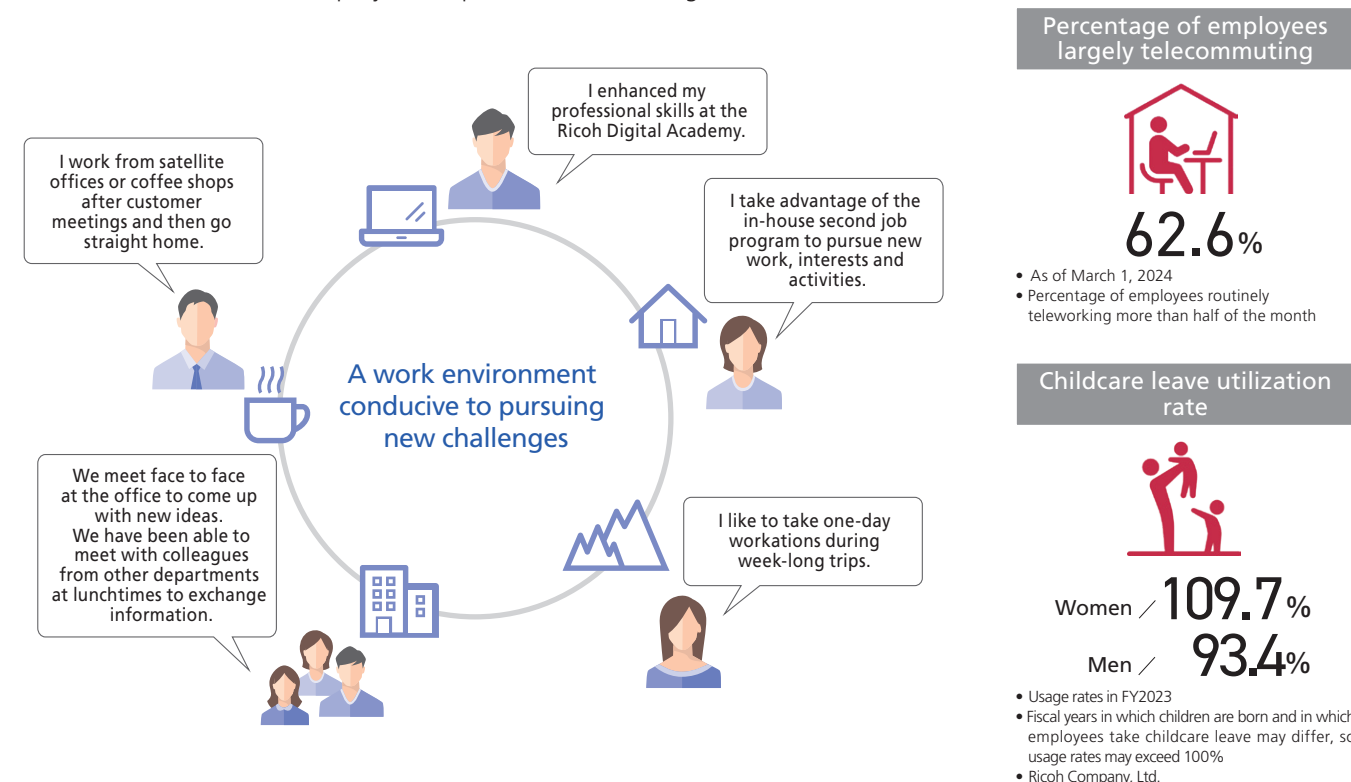 I enhanced my
professional skills at the
Ricoh Digital Academy.
I work from satellite
offices or coffee shops
after customer
meetings and then go
straight home.
I take advantage of the
in-house second job
program to pursue new
work, interests and
activities.
A work environment
conducive to pursuing
new challenges
We meet face to face
at the office to come up
with new ideas.
We have been able to
meet with colleagues
from other departments
at lunchtimes to exchange
information.
I like to take one-day
workations during
week-long trips.
Percentage of employees
largely telecommuting
62.6%
• As of March 1, 2024
• Percentage of employees routinely
teleworking more than half of the month
Childcare leave utilization
rate
Women / 109.7%
Men / 93.4%
• Usage rates in FY2023
• Fiscal years in which children are born and in which
employees take childcare leave may differ, so
usage rates may exceed 100%
• Ricoh Company, Ltd.